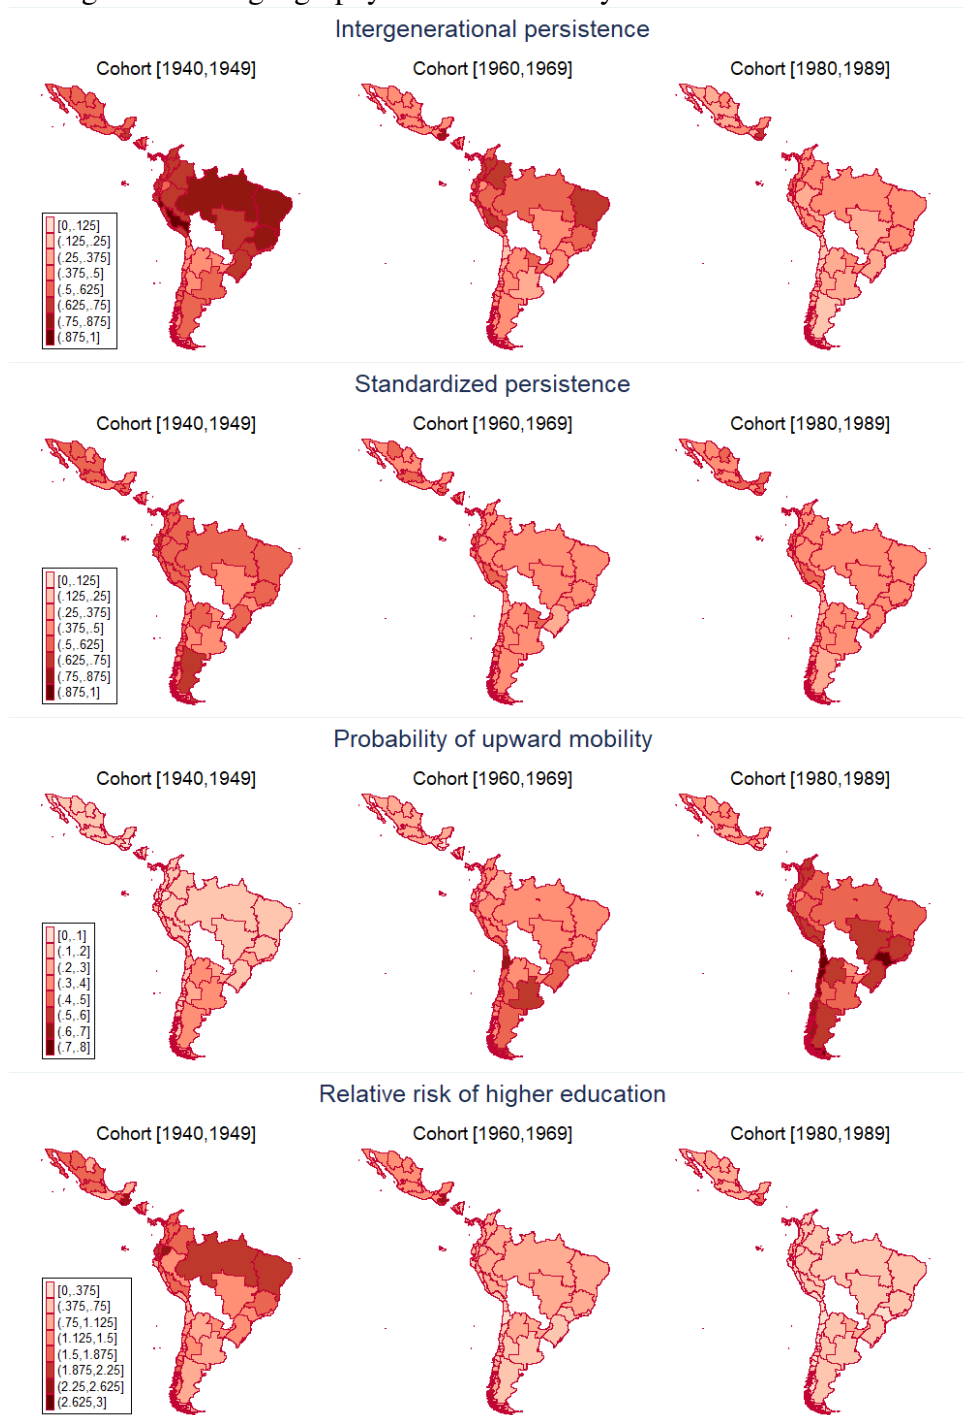 Intergenerational persistence
Cohort [1940,1949]
Cohort [1960,1969]
Cohort [1980,1989]
[0,.125]
(.125,.25]
(.25,.375]
(.375,.5]
(.5,.625]
(.625,.75]
(.75,.875]
(.875,1]
Standardized persistence
Cohort [1940,1949]
Cohort [1960,1969]
Cohort [1980,1989]
[0,.125]
(.125,.25]
(.25,.375]
(.375,.5]
(.5,.625]
(.625,.75]
(.75,.875]
(.875,1]
Probability of upward mobility
Cohort [1940,1949]
Cohort [1960,1969]
Cohort [1980,1989]
[0,.1]
(.1,.2]
(.2,.3]
(.3,.4]
(.4,.5]
(.5,.6]
(.6,.7]
(.7,.8]
Relative risk of higher education
Cohort [1940,1949]
Cohort [1960,1969]
Cohort [1980,1989]
[0,.375]
(.375,.75]
(.75,1.125]
(1.125,1.5]
(1.5,1.875]
(1.875,2.25]
(2.25,2.625]
(2.625,3]